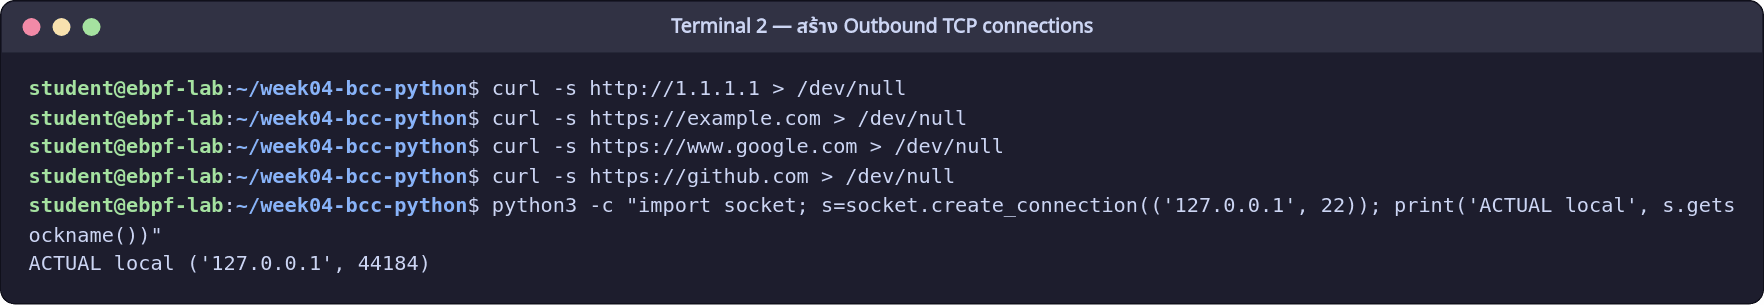 Terminal 2 — สร้าง Outbound TCP connections
student@ebpf-lab:~/week04-bcc-python$ curl -s http://1.1.1.1 > /dev/null
student@ebpf-lab:~/week04-bcc-python$ curl -s https://example.com > /dev/null
student@ebpf-lab:~/week04-bcc-python$ curl -s https://www.google.com > /dev/null
student@ebpf-lab:~/week04-bcc-python$ curl -s https://github.com > /dev/null
student@ebpf-lab:~/week04-bcc-python$ python3 -c "import socket; s=socket.create_connection(('127.0.0.1', 22)); print('ACTUAL local', s.gets
ockname())"
ACTUAL local ('127.0.0.1', 44184)